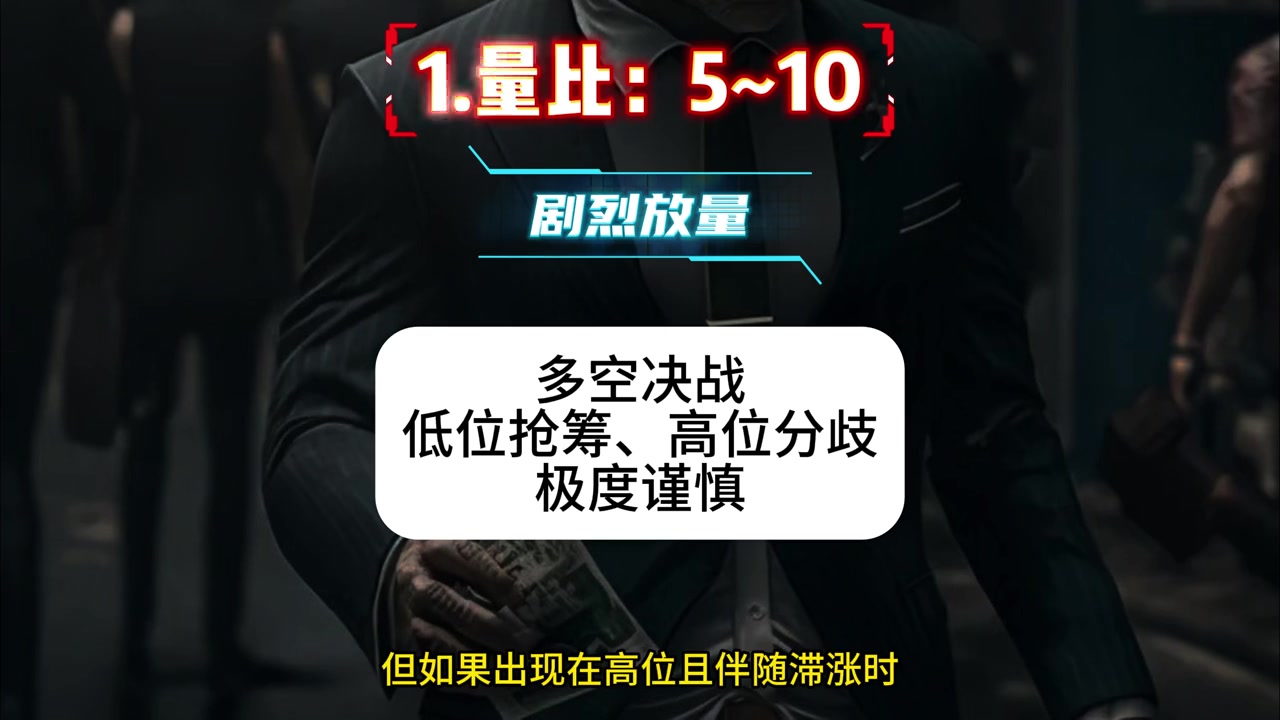 1.量比：5~10
剧烈放量
多空决战
低位抢筹、高位分歧
极度谨慎
但如果出现在高位且伴随滞涨时